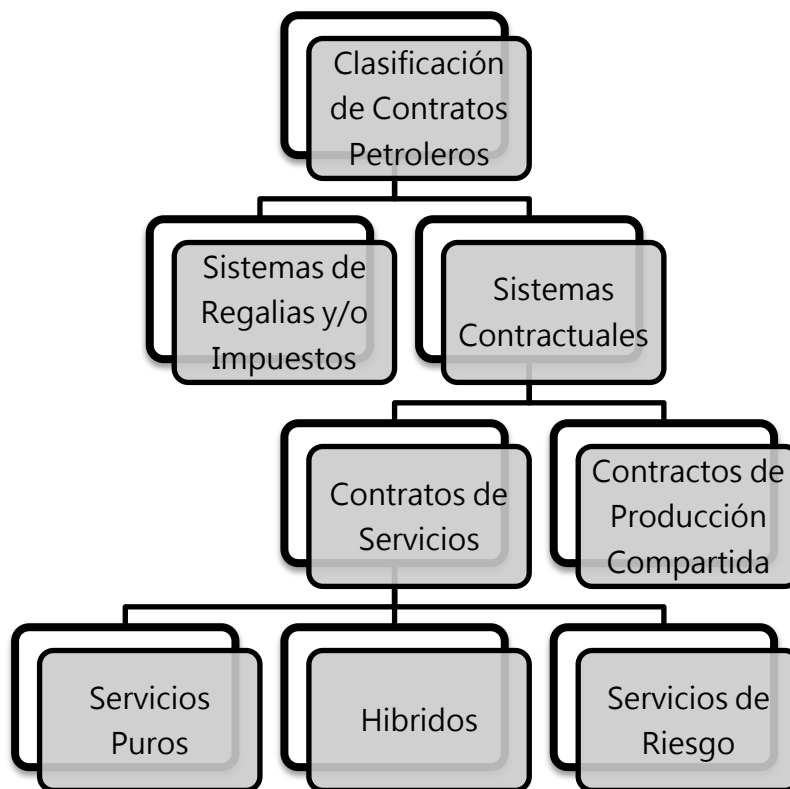 Clasificación
de Contratos
Petroleros
Sistemas de
Regalias y/o
Impuestos
Sistemas
Contractuales
Contratos de
Servicios
Contractos de
Producción
Compartida
Servicios
Puros
Hibridos
Servicios de
Riesgo